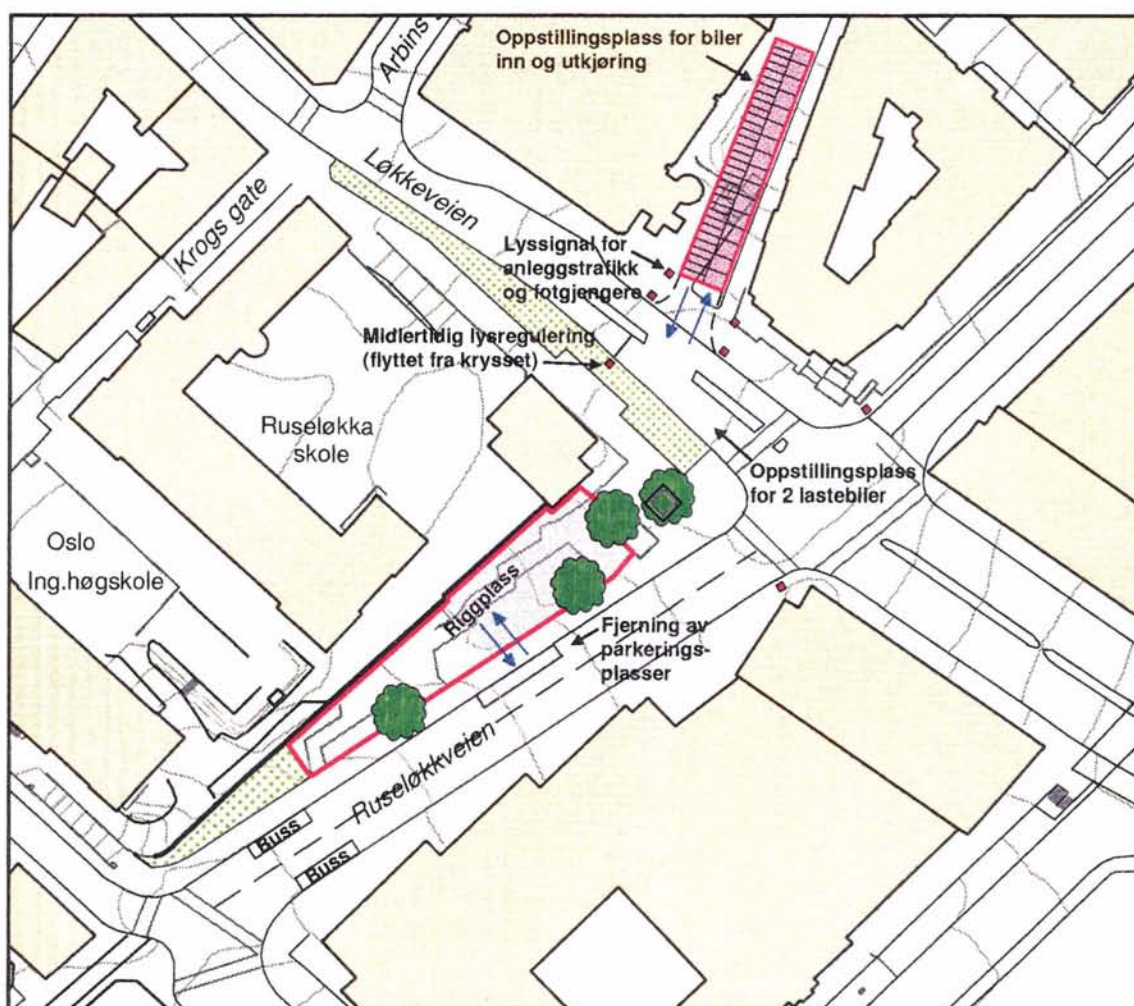 Oppstillingsplass for biler
inn og utkjøring
Arbins
Løkkeveien
Krogs gate
Lyssignal for
anleggstrafikk
og fotgjengere
Midlertidig lysregulering
(flyttet fra krysset)
Ruseløkka
skole
Oppstillingsplass
for 2 lastebiler
Oslo
Ing.høgskole
Riggplass
Fjerning av
parkerings-
plasser
Ruseløkkveien
Buss
Buss